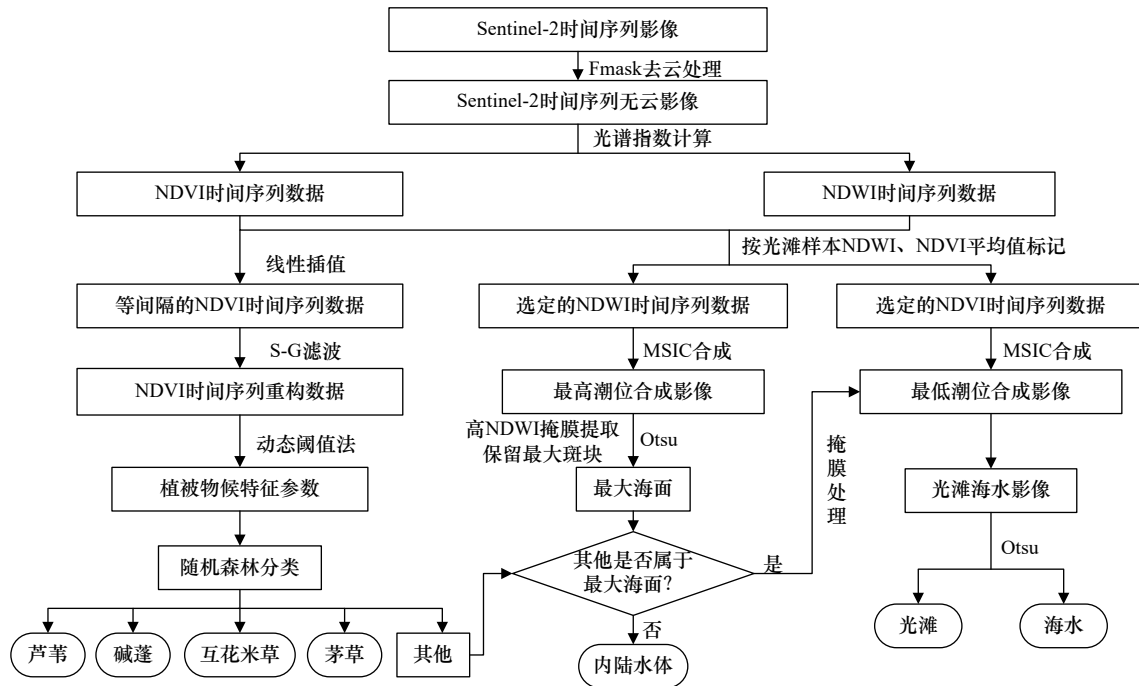 Sentinel-2时间序列影像
Fmask去云处理
Sentinel-2时间序列无云影像
光谱指数计算
NDVI时间序列数据
NDWI时间序列数据
按光滩样本NDWI、NDVI平均值标记
线性插值
等间隔的NDVI时间序列数据
选定的NDWI时间序列数据
选定的NDVI时间序列数据
S-G滤波
MSIC合成
MSIC合成
NDVI时间序列重构数据
最高潮位合成影像
最低潮位合成影像
动态阈值法
高NDWI掩膜提取
保留最大斑块
Otsu
掩膜处理
植被物候特征参数
最大海面
光滩海水影像
随机森林分类
其他是否属于
最大海面？
是
Otsu
芦苇
碱蓬
互花米草
茅草
其他
否
内陆水体
光滩
海水